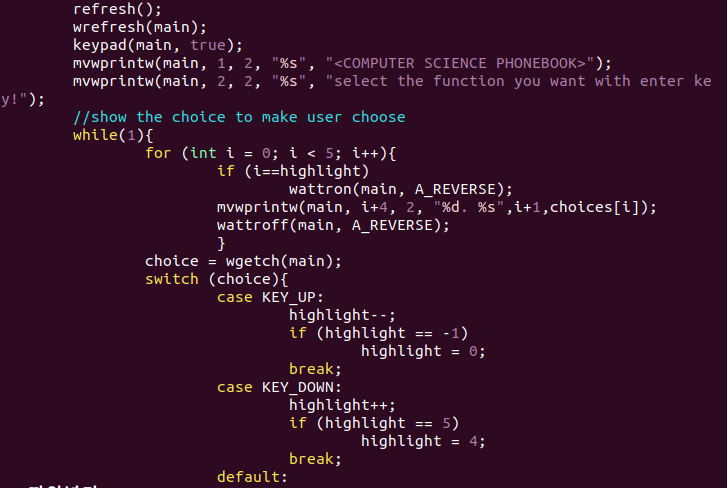 refresh();
wrefresh(main);
keypad(main, true);
mvwprintw(main, 1, 2, "%s", "<COMPUTER SCIENCE PHONEBOOK>");
mvwprintw(main, 2, 2, "%s", "select the function you want with enter ke
y!");
//show the choice to make user choose
while(1){
for (int i = 0; i < 5; i++){
if (i==highlight)
wattron(main, A_REVERSE);
mvwprintw(main, i+4, 2, "%d. %s",i+1,choices[i]);
wattroff(main, A_REVERSE);
}
choice = wgetch(main);
switch (choice){
case KEY_UP:
highlight--;
if (highlight == -1)
highlight = 0;
break;
case KEY_DOWN:
highlight++;
if (highlight == 5)
highlight = 4;
break;
default: